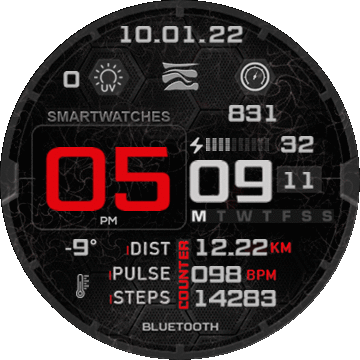 10.01.22
0 UV
831
SMARTWATCHES
32
05 09 11
PM
M T W T F S S
-9° DIST 12.22 KM
PULSE 098 BPM
STEPS 14283
COUNTER
BLUETOOTH